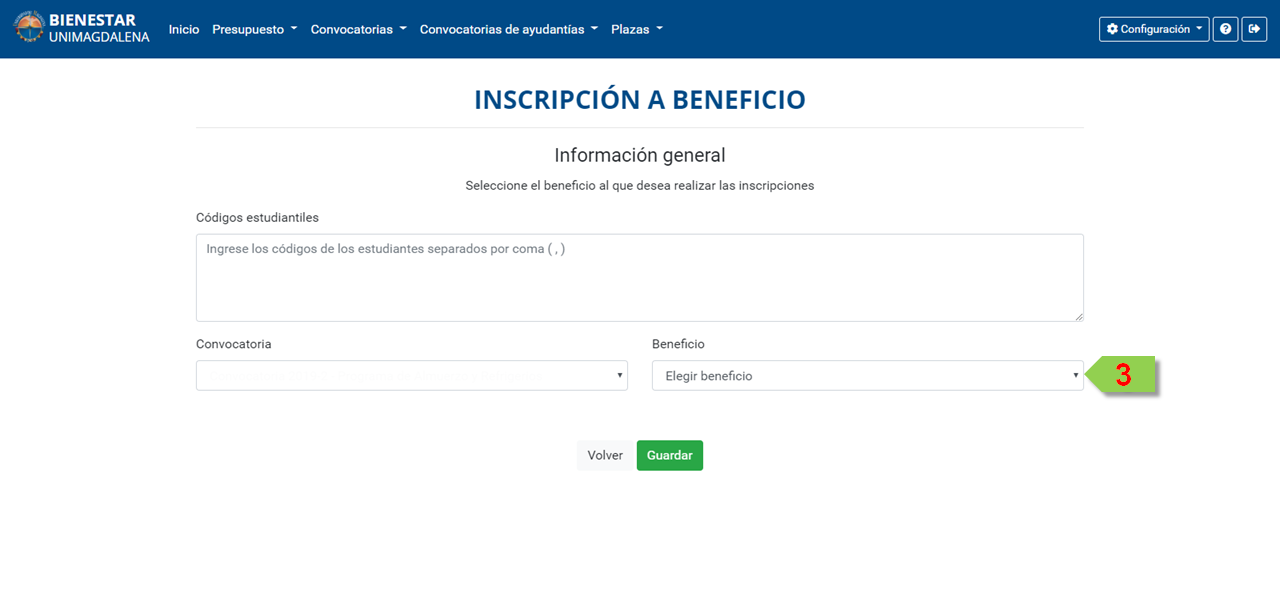 BIENESTAR
UNIMAGDALENA
Inicio Presupuesto Convocatorias Convocatorias de ayudantías Plazas Configuración ?
INSCRIPCIÓN A BENEFICIO
Información general
Seleccione el beneficio al que desea realizar las inscripciones
Códigos estudiantiles
Ingrese los códigos de los estudiantes separados por coma ( , )
Convocatoria Beneficio
Elegir beneficio 3
Volver Guardar